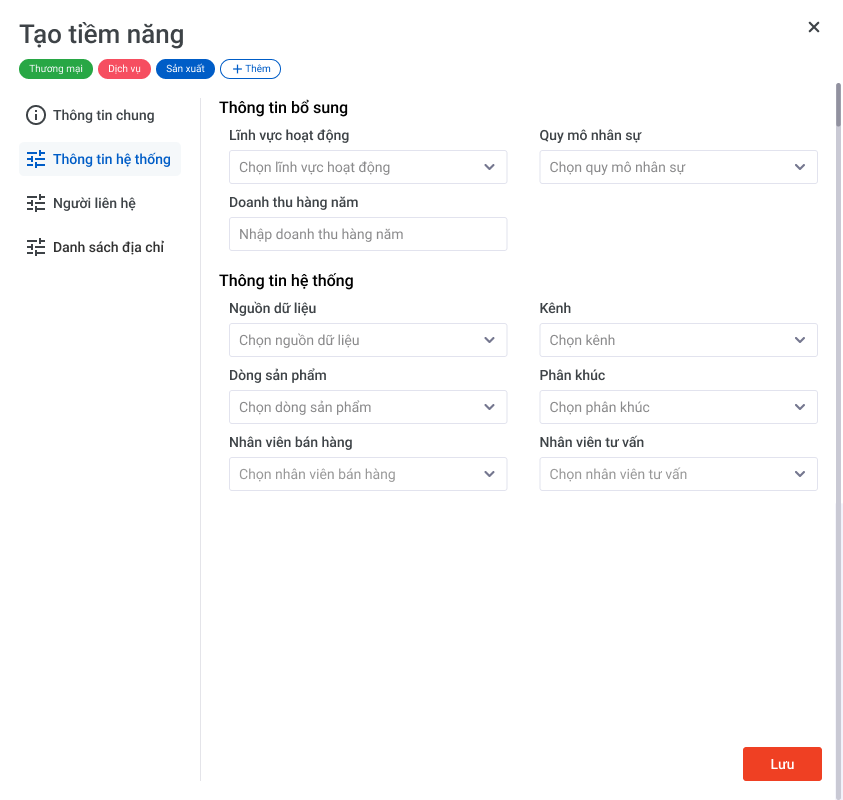 Tạo tiềm năng
Thương mại Dịch vụ Sản xuất + Thêm
Thông tin chung
Thông tin hệ thống
Người liên hệ
Danh sách địa chỉ
Thông tin bổ sung
Lĩnh vực hoạt động Quy mô nhân sự
Chọn lĩnh vực hoạt động Chọn quy mô nhân sự
Doanh thu hàng năm
Nhập doanh thu hàng năm
Thông tin hệ thống
Nguồn dữ liệu Kênh
Chọn nguồn dữ liệu Chọn kênh
Dòng sản phẩm Phân khúc
Chọn dòng sản phẩm Chọn phân khúc
Nhân viên bán hàng Nhân viên tư vấn
Chọn nhân viên bán hàng Chọn nhân viên tư vấn
Lưu